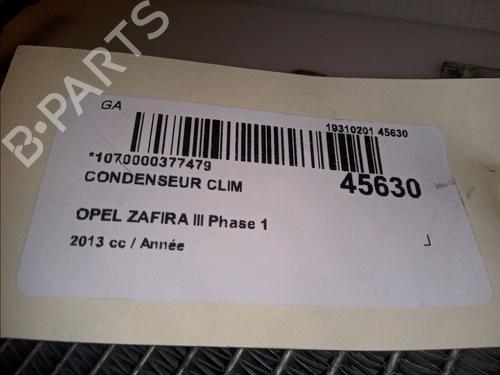 B-PARTS
GA
19310201 45630
*1070000377479
CONDENSEUR CLIM
45630
OPEL ZAFIRA III Phase 1
2013 cc / Année